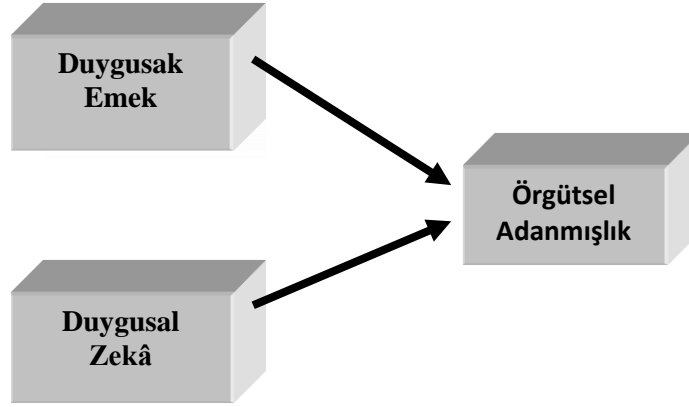 Duygusak
Emek
Örgütsel
Adanmışlık
Duygusal
Zekâ